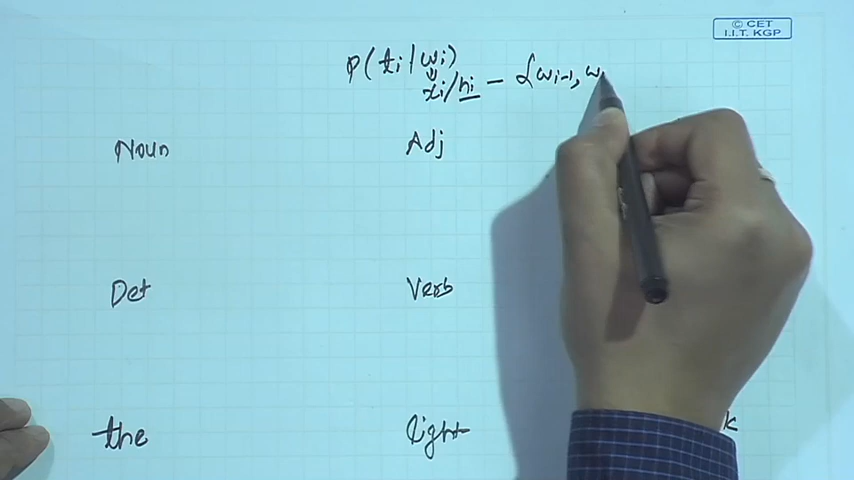 © CET
I.I.T. KGP
P(ti/wi)
ti/hi - {wi-1, w
Noun Adj
Det Verb
the light k